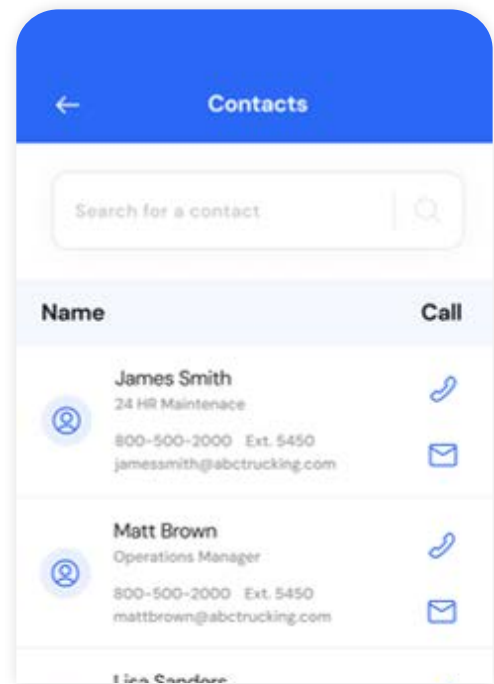 Contacts
Search for a contact
Name Call
James Smith
24 HR Maintenace
800-500-2000 Ext. 5450
jamessmith@abctrucking.com
Matt Brown
Operations Manager
800-500-2000 Ext. 5450
mattbrown@abctrucking.com
Lisa Sanders